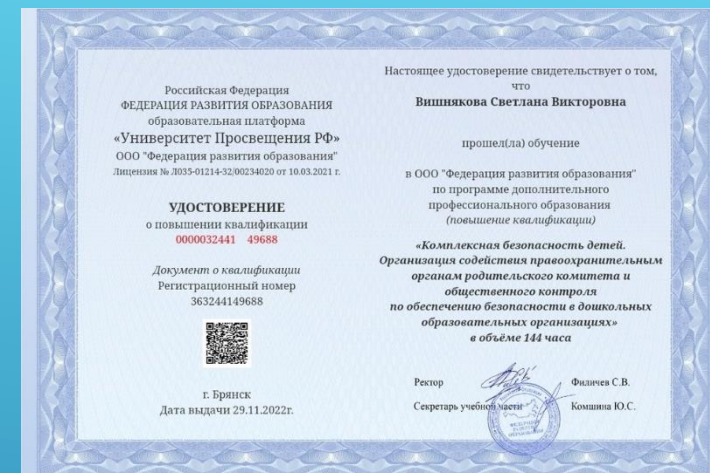 Российская Федерация
ФЕДЕРАЦИЯ РАЗВИТИЯ ОБРАЗОВАНИЯ
образовательная платформа
«Университет Просвещения РФ»
ООО "Федерация развития образования"
Лицензия № Л035-01214-32/00234020 от 10.03.2021 г.
УДОСТОВЕРЕНИЕ
о повышении квалификации
0000032441 49688
Документ о квалификации
Регистрационный номер
363244149688
г. Брянск
Дата выдачи 29.11.2022г.
Настоящее удостоверение свидетельствует о том,
что
Вишнякова Светлана Викторовна
прошел(ла) обучение
в ООО "Федерация развития образования"
по программе дополнительного
профессионального образования
(повышение квалификации)
«Комплексная безопасность детей.
Организация содействия правоохранительным
органам родительского комитета и
общественного контроля
по обеспечению безопасности в дошкольных
образовательных организациях»
в объёме 144 часа
Ректор Филичев С.В.
Секретарь учебной части Комшина Ю.С.
ФЕДЕРАЦИЯ
РАЗВИТИЯ
ОБРАЗОВАНИЯ